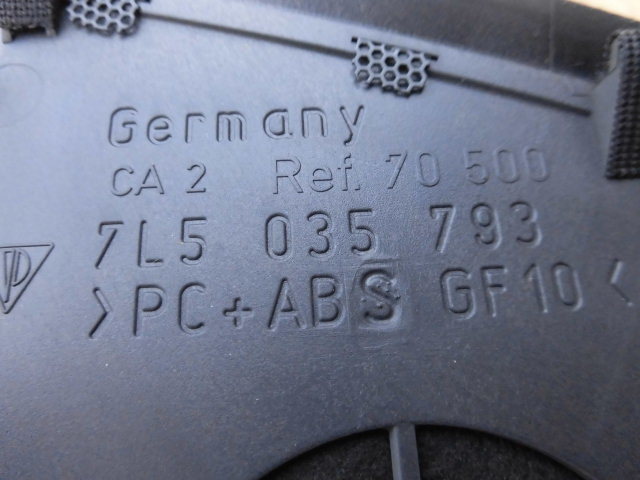 Germany
CA 2 Ref. 70 500
7L5 035 793
>PC+ABS GF10<